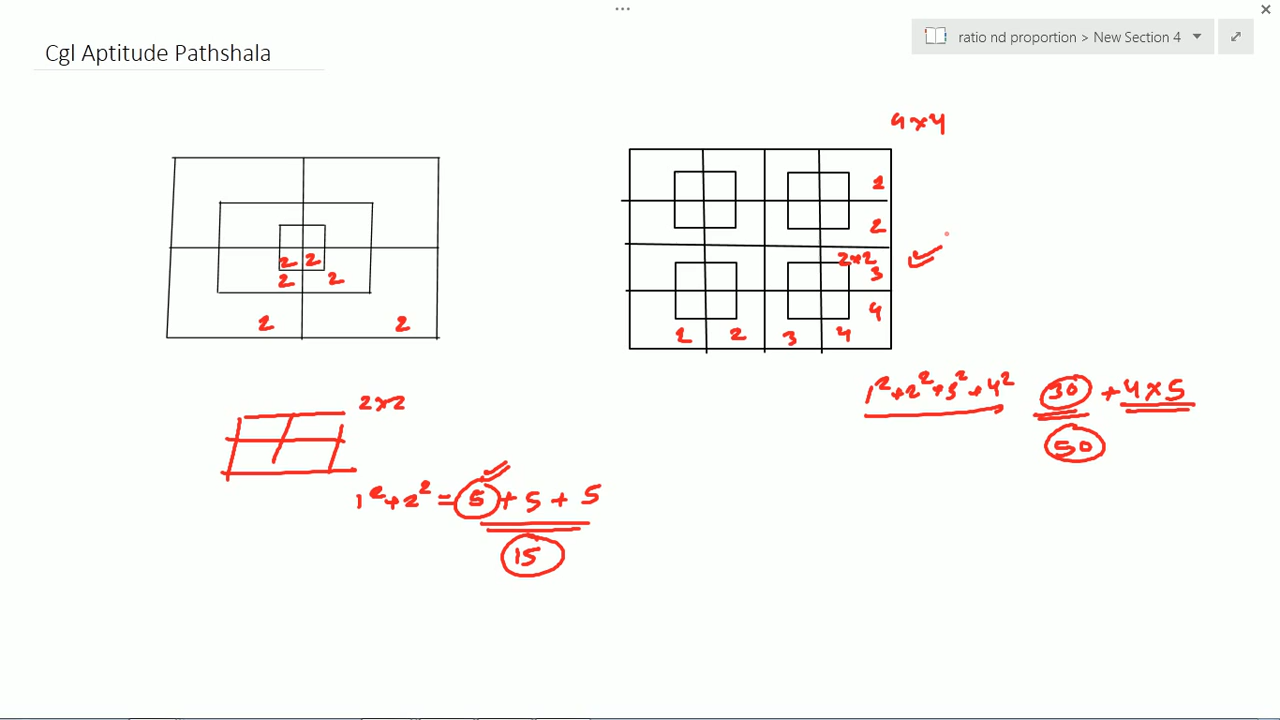 Cgl Aptitude Pathshala
ratio nd proportion > New Section 4
4x4
2
2
2x2
3
4
1 2 3 4
2 2
2 2
2 2
2x2
1²+2²+3²+4² 30 + 4x5
50
1²+2² = 5 + 5 + 5
15